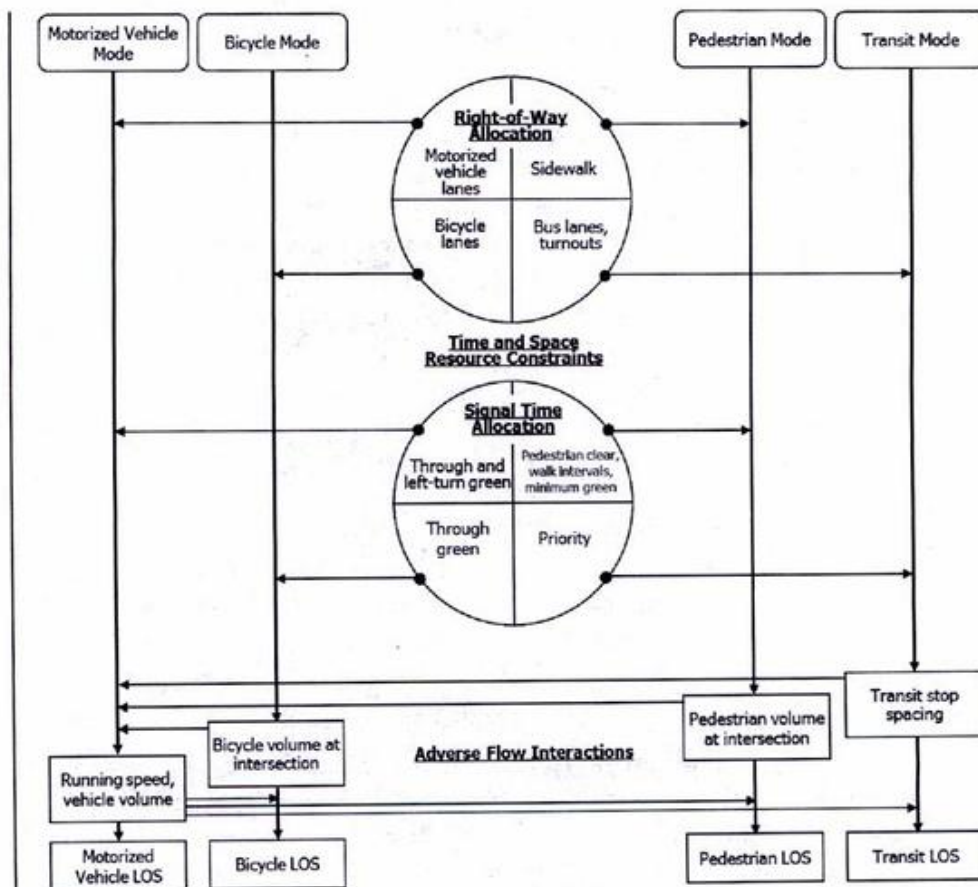 Motorized Vehicle
Mode
Bicycle Mode
Pedestrian Mode
Transit Mode
Right-of-Way
Allocation
Motorized
vehicle
lanes
Sidewalk
Bicycle
lanes
Bus lanes,
turnouts
Time and Space
Resource Constraints
Signal Time
Allocation
Through and
left-turn green
Pedestrian clear,
walk intervals,
minimum green
Through
green
Priority
Transit stop
spacing
Pedestrian volume
at intersection
Bicycle volume at
intersection
Adverse Flow Interactions
Running speed,
vehicle volume
Motorized
Vehicle LOS
Bicycle LOS
Pedestrian LOS
Transit LOS